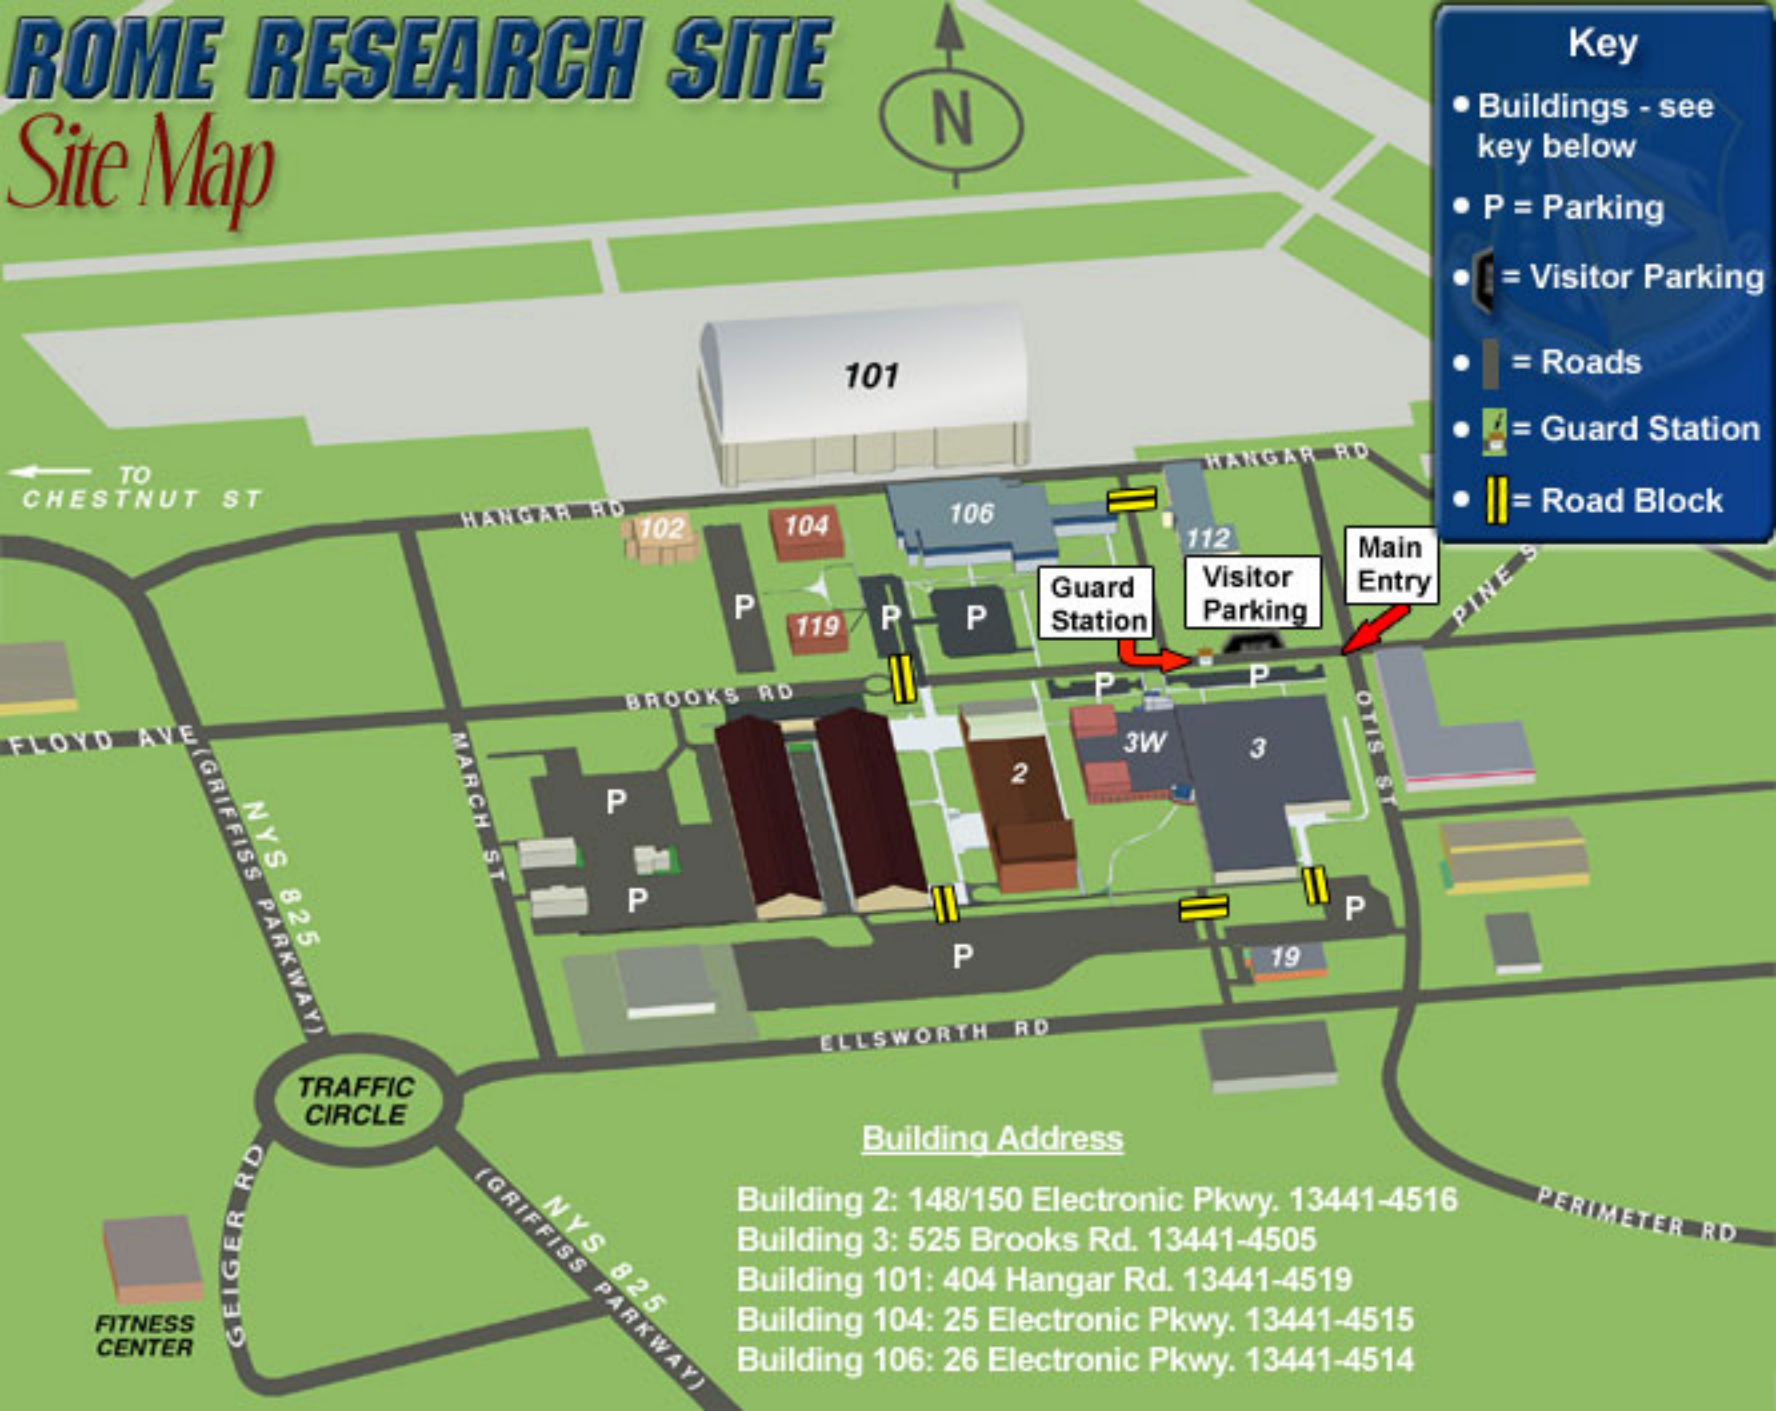 ROME RESEARCH SITE
Site Map
N
Key
Buildings - see
key below
P = Parking
= Visitor Parking
= Roads
= Guard Station
= Road Block
101
TO
CHESTNUT ST
HANGAR RD
HANGAR RD
102
104
106
112
119
P
P
P
Guard
Station
Visitor
Parking
Main
Entry
PINE S
BROOKS RD
P
P
FLOYD AVE
MARCH ST
OTIS ST
2
3W
3
P
P
P
P
19
NYS 825
(GRIFFISS PARKWAY)
ELLSWORTH RD
TRAFFIC
CIRCLE
GEIGER RD
NYS 825
(GRIFFISS PARKWAY)
PERIMETER RD
FITNESS
CENTER
Building Address
Building 2: 148/150 Electronic Pkwy. 13441-4516
Building 3: 525 Brooks Rd. 13441-4505
Building 101: 404 Hangar Rd. 13441-4519
Building 104: 25 Electronic Pkwy. 13441-4515
Building 106: 26 Electronic Pkwy. 13441-4514